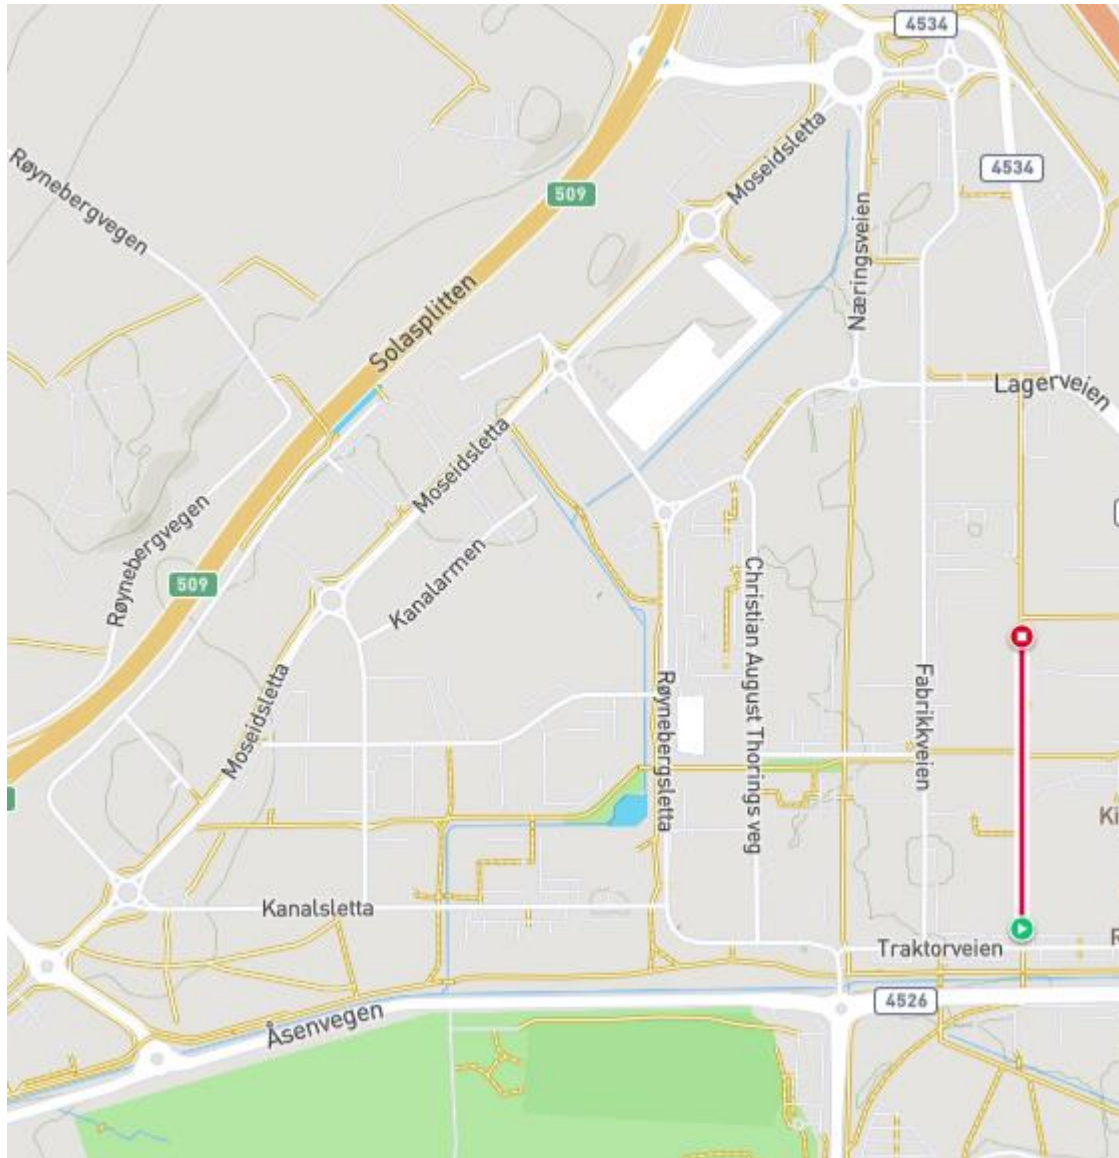 4534
Røynebergvegen
Moseidsletta
4534
509
Næringsveien
Solasplitten
Lagerveien
Moseidsletta
Røynebergvegen
509
Kanalarmen
Christian August Thorings veg
Moseidsletta
Røynebergsletta
Fabrikkveien
Ki
Kanalsletta
R
Traktorveien
4526
Åsenvegen